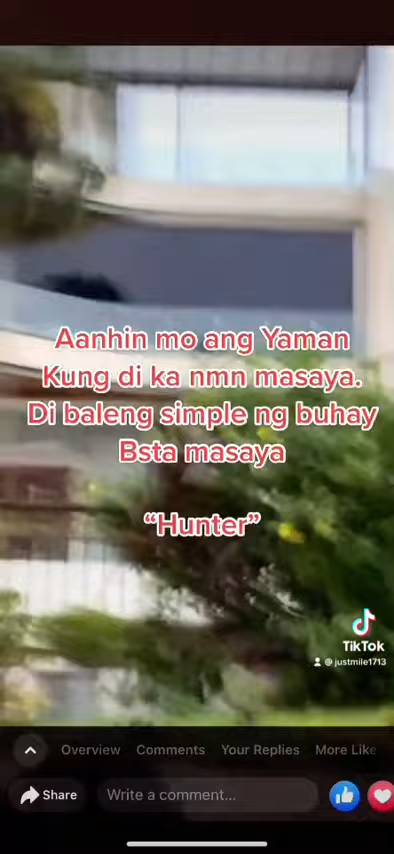 Aanhin mo ang Yaman
Kung di ka nmn masaya.
Di baleng simple ng buhay
Bsta masaya
“Hunter”
TikTok
@justmile1713
Overview Comments Your Replies More Like
Share Write a comment...